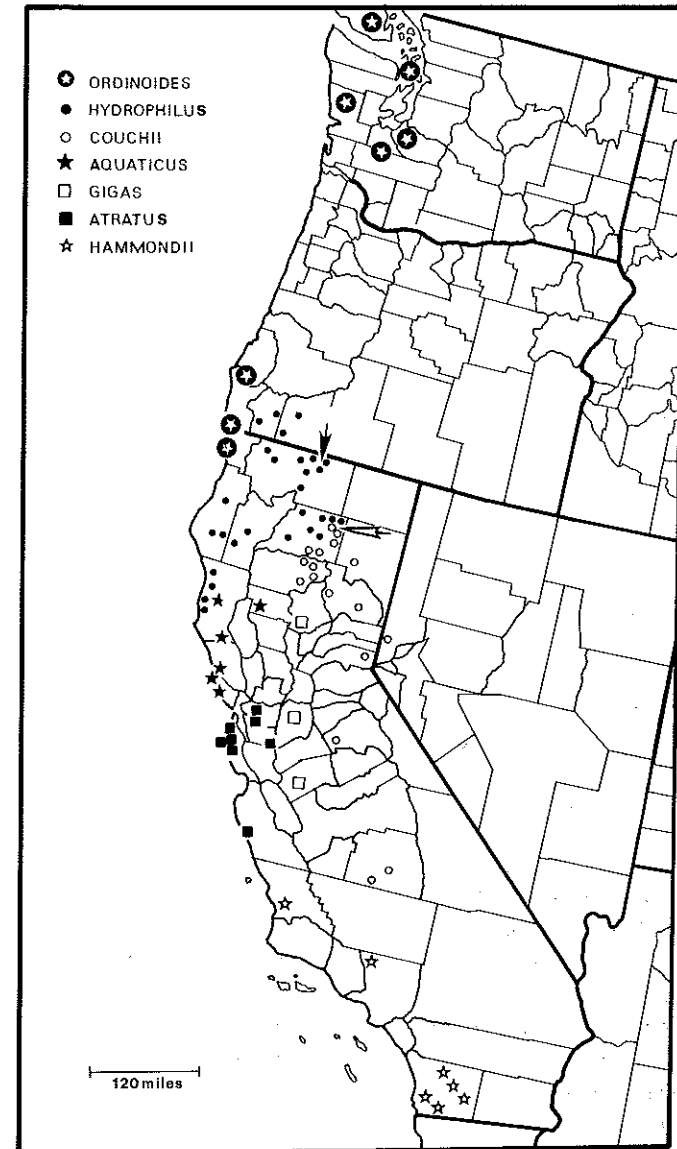 ORDINOIDES
HYDROPHILUS
COUCHII
AQUATICUS
GIGAS
ATRATUS
HAMMONDII
120 miles